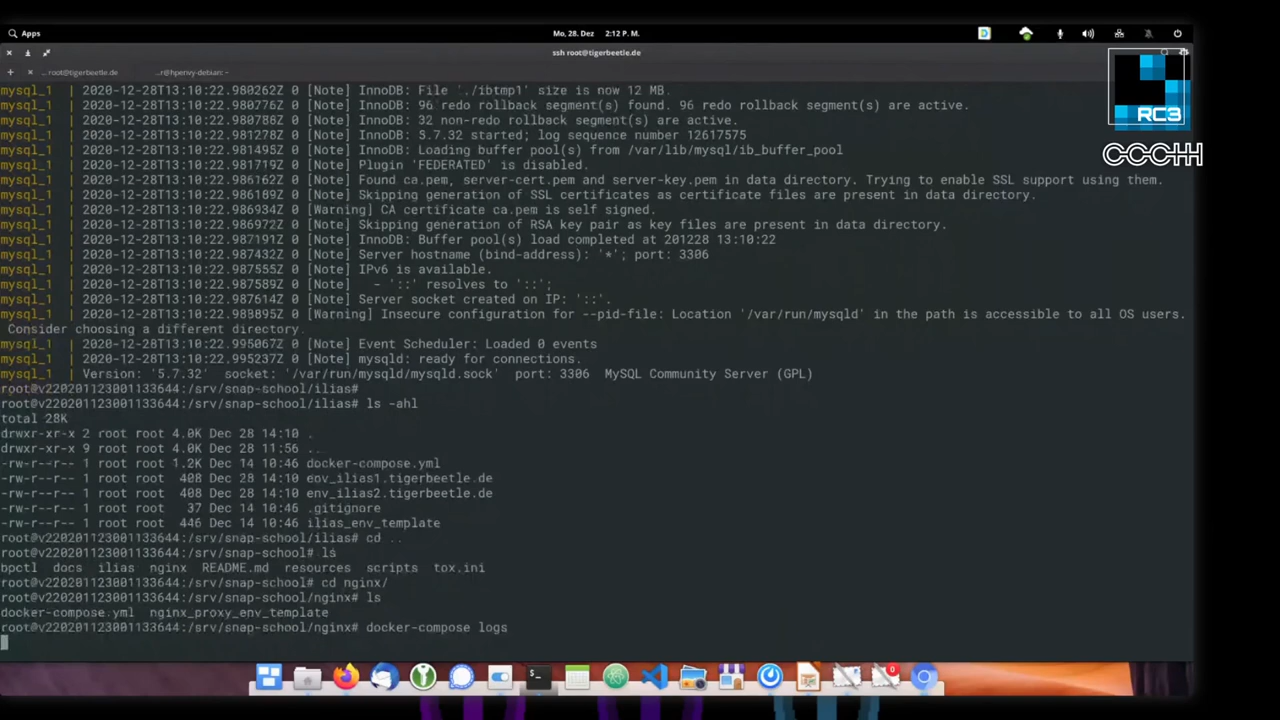 Apps
Mo, 28. Dez 2:12 P. M.
ssh root@tigerbeetle.de
... root@tigerbeetle.de
...r@hpenvy-debian: ~
RC3
CCCHH
mysql_1 | 2020-12-28T13:10:22.980262Z 0 [Note] InnoDB: File './ibtmp1' size is now 12 MB.
mysql_1 | 2020-12-28T13:10:22.980776Z 0 [Note] InnoDB: 96 redo rollback segment(s) found. 96 redo rollback segment(s) are active.
mysql_1 | 2020-12-28T13:10:22.980786Z 0 [Note] InnoDB: 32 non-redo rollback segment(s) are active.
mysql_1 | 2020-12-28T13:10:22.981278Z 0 [Note] InnoDB: 5.7.32 started; log sequence number 12617575
mysql_1 | 2020-12-28T13:10:22.981495Z 0 [Note] InnoDB: Loading buffer pool(s) from /var/lib/mysql/ib_buffer_pool
mysql_1 | 2020-12-28T13:10:22.981719Z 0 [Note] Plugin 'FEDERATED' is disabled.
mysql_1 | 2020-12-28T13:10:22.986162Z 0 [Note] Found ca.pem, server-cert.pem and server-key.pem in data directory. Trying to enable SSL support using them.
mysql_1 | 2020-12-28T13:10:22.986189Z 0 [Note] Skipping generation of SSL certificates as certificate files are present in data directory.
mysql_1 | 2020-12-28T13:10:22.986934Z 0 [Warning] CA certificate ca.pem is self signed.
mysql_1 | 2020-12-28T13:10:22.986972Z 0 [Note] Skipping generation of RSA key pair as key files are present in data directory.
mysql_1 | 2020-12-28T13:10:22.987191Z 0 [Note] InnoDB: Buffer pool(s) load completed at 201228 13:10:22
mysql_1 | 2020-12-28T13:10:22.987432Z 0 [Note] Server hostname (bind-address): '*'; port: 3306
mysql_1 | 2020-12-28T13:10:22.987555Z 0 [Note] IPv6 is available.
mysql_1 | 2020-12-28T13:10:22.987589Z 0 [Note]   - '::' resolves to '::';
mysql_1 | 2020-12-28T13:10:22.987614Z 0 [Note] Server socket created on IP: '::'.
mysql_1 | 2020-12-28T13:10:22.989895Z 0 [Warning] Insecure configuration for --pid-file: Location '/var/run/mysqld' in the path is accessible to all OS users.
Consider choosing a different directory.
mysql_1 | 2020-12-28T13:10:22.995067Z 0 [Note] Event Scheduler: Loaded 0 events
mysql_1 | 2020-12-28T13:10:22.995237Z 0 [Note] mysqld: ready for connections.
mysql_1 | Version: '5.7.32'  socket: '/var/run/mysqld/mysqld.sock'  port: 3306  MySQL Community Server (GPL)
root@v220201123001133644:/srv/snap-school/ilias#
root@v220201123001133644:/srv/snap-school/ilias# ls -ahl
total 28K
drwxr-xr-x 2 root root 4.0K Dec 28 14:10 .
drwxr-xr-x 9 root root 4.0K Dec 28 11:56 ..
-rw-r--r-- 1 root root 1.2K Dec 14 10:46 docker-compose.yml
-rw-r--r-- 1 root root  408 Dec 28 14:10 env_ilias1.tigerbeetle.de
-rw-r--r-- 1 root root  408 Dec 28 14:10 env_ilias2.tigerbeetle.de
-rw-r--r-- 1 root root   37 Dec 14 10:46 .gitignore
-rw-r--r-- 1 root root  446 Dec 14 10:46 ilias_env_template
root@v220201123001133644:/srv/snap-school/ilias# cd ..
root@v220201123001133644:/srv/snap-school# ls
bpctl  docs  ilias  nginx  README.md  resources  scripts  tox.ini
root@v220201123001133644:/srv/snap-school# cd nginx/
root@v220201123001133644:/srv/snap-school/nginx# ls
docker-compose.yml  nginx_proxy_env_template
root@v220201123001133644:/srv/snap-school/nginx# docker-compose logs